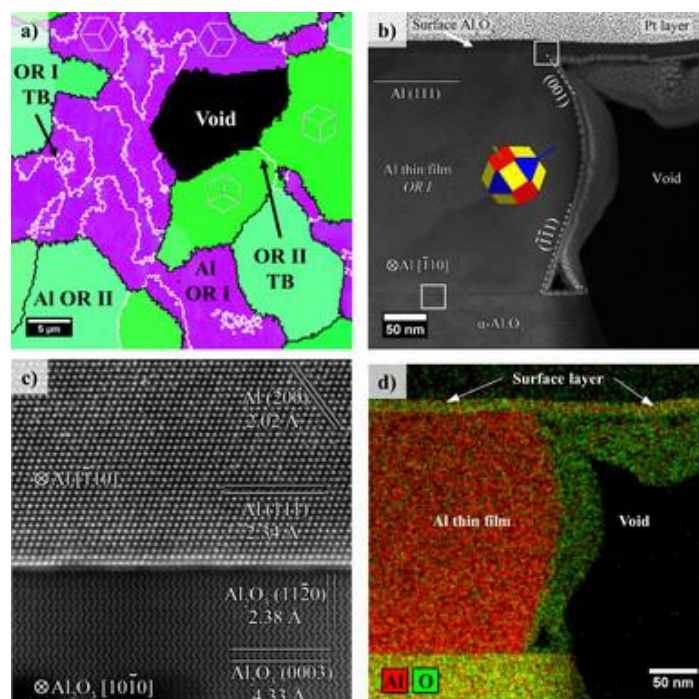 a)
OR I
TB
Void
OR II
TB
Al
OR I
Al OR II
5 µm
b)
Surface Al₂O₃
Pt layer
(001)
Al (111)
Al thin film
OR I
Void
(1̄1̄1)
⊗Al [1̄10]
α-Al₂O₃
50 nm
c)
Al (200)
2.02 Å
⊗Al[11̄0]
Al (111)
2.34 Å
Al₂O₃ (112̄0)
2.38 Å
Al₂O₃ (0003)
4.33 Å
⊗Al₂O₃ [101̄0]
d)
Surface layer
Al thin film
Void
Al O
50 nm